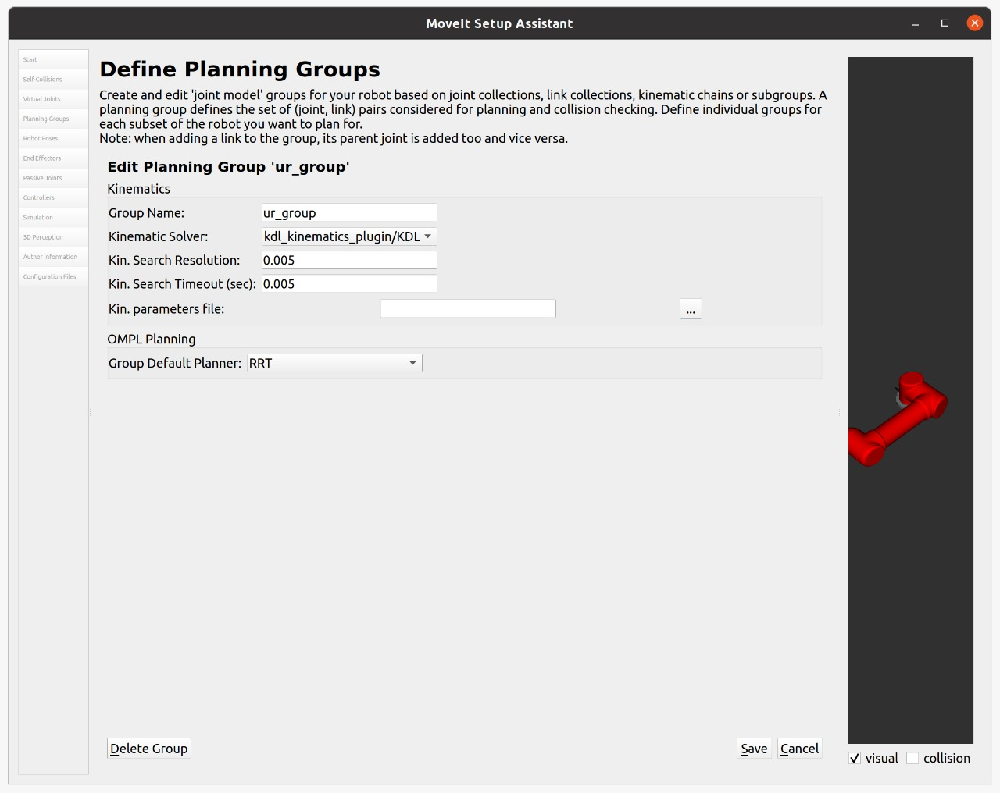 MoveIt Setup Assistant
Start
Self-Collisions
Virtual Joints
Planning Groups
Robot Poses
End Effectors
Passive Joints
Controllers
Simulation
3D Perception
Author Information
Configuration Files
Define Planning Groups
Create and edit 'joint model' groups for your robot based on joint collections, link collections, kinematic chains or subgroups. A
planning group defines the set of (joint, link) pairs considered for planning and collision checking. Define individual groups for
each subset of the robot you want to plan for.
Note: when adding a link to the group, its parent joint is added too and vice versa.
Edit Planning Group 'ur_group'
Kinematics
Group Name: ur_group
Kinematic Solver: kdl_kinematics_plugin/KDL
Kin. Search Resolution: 0.005
Kin. Search Timeout (sec): 0.005
Kin. parameters file: ...
OMPL Planning
Group Default Planner: RRT
Delete Group Save Cancel
visual collision